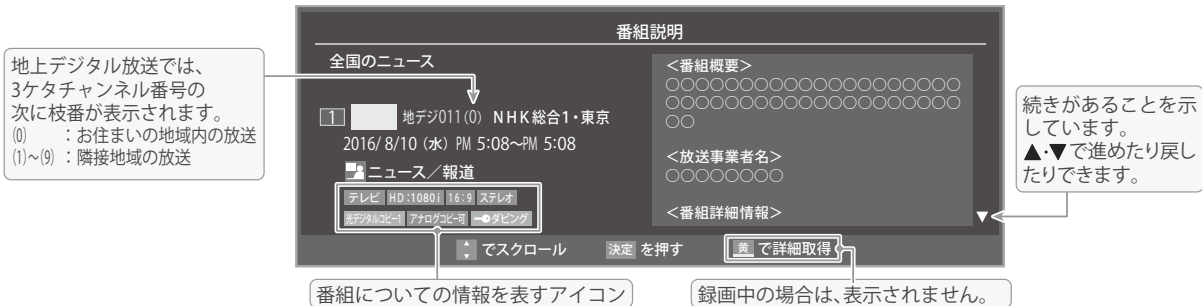 番組説明
地上デジタル放送では、
3ケタチャンネル番号の
次に枝番が表示されます。
⑽ :お住まいの地域内の放送
⑴~⑼ :隣接地域の放送
全国のニュース
1 地デジ011(0) NHK総合1・東京
2016/ 8/10 (水) PM 5:08~PM 5:08
ニュース/報道
テレビ HD:1080i 16:9 ステレオ
光デジタルコピー1 アナログコピー可 ダビング
<番組概要>
○○○○○○○○○○○○○○○○○○○○
○○○○○○○○○○○○○○○○○○○○
○○
<放送事業者名>
○○○○○○○○
<番組詳細情報>
▼
続きがあることを示
しています。
▲・▼で進めたり戻し
たりできます。
でスクロール 決定 を押す 黄 で詳細取得
番組についての情報を表すアイコン
録画中の場合は、表示されません。